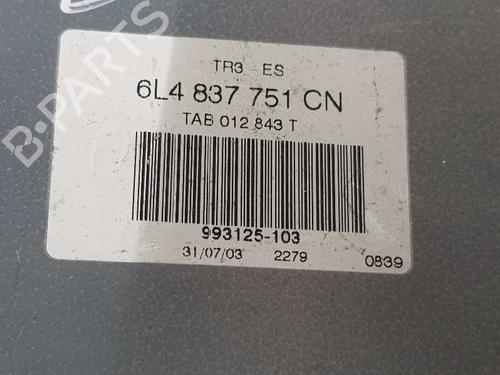 B-PARTS
TR3 ES
6L4 837 751 CN
TAB 012 843 T
993125-103
31/07/03 2279 0839